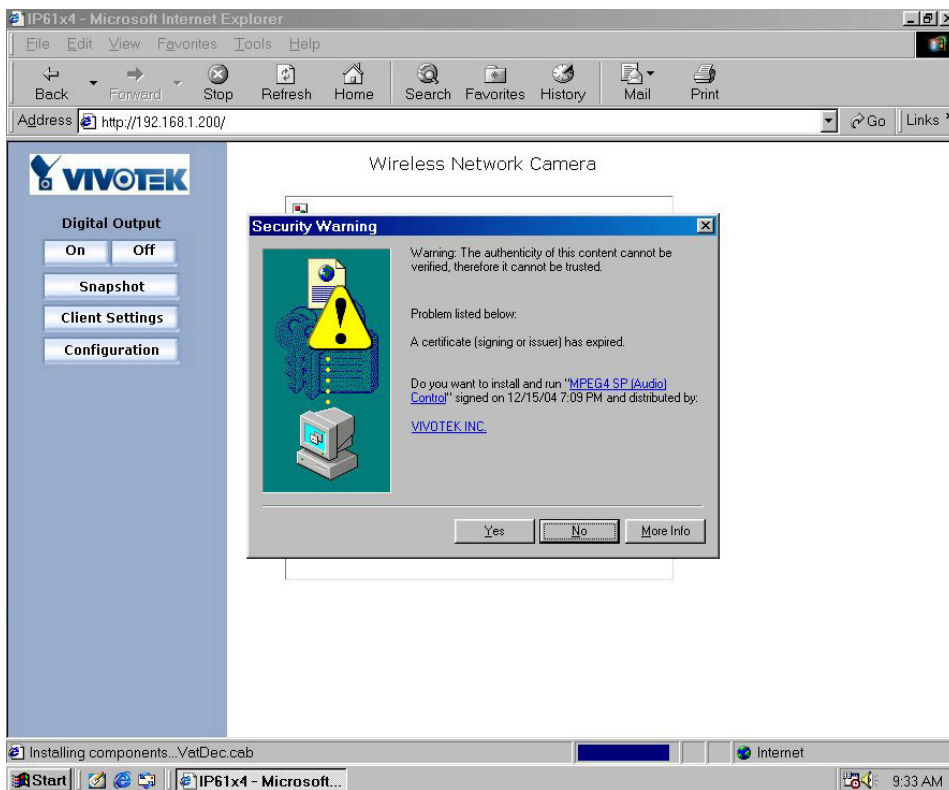 IP61x4 - Microsoft Internet Explorer
File Edit View Favorites Tools Help
Back Forward Stop Refresh Home Search Favorites History Mail Print
Address http://192.168.1.200/ Go Links
VIVOTEK
Wireless Network Camera
Digital Output
On Off
Snapshot
Client Settings
Configuration
Security Warning
Warning: The authenticity of this content cannot be
verified, therefore it cannot be trusted.
Problem listed below:
A certificate (signing or issuer) has expired.
Do you want to install and run "MPEG4 SP (Audio)
Control" signed on 12/15/04 7:09 PM and distributed by:
VIVOTEK INC.
Yes No More Info
Installing components...VatDec.cab Internet
Start IP61x4 - Microsoft... 9:33 AM